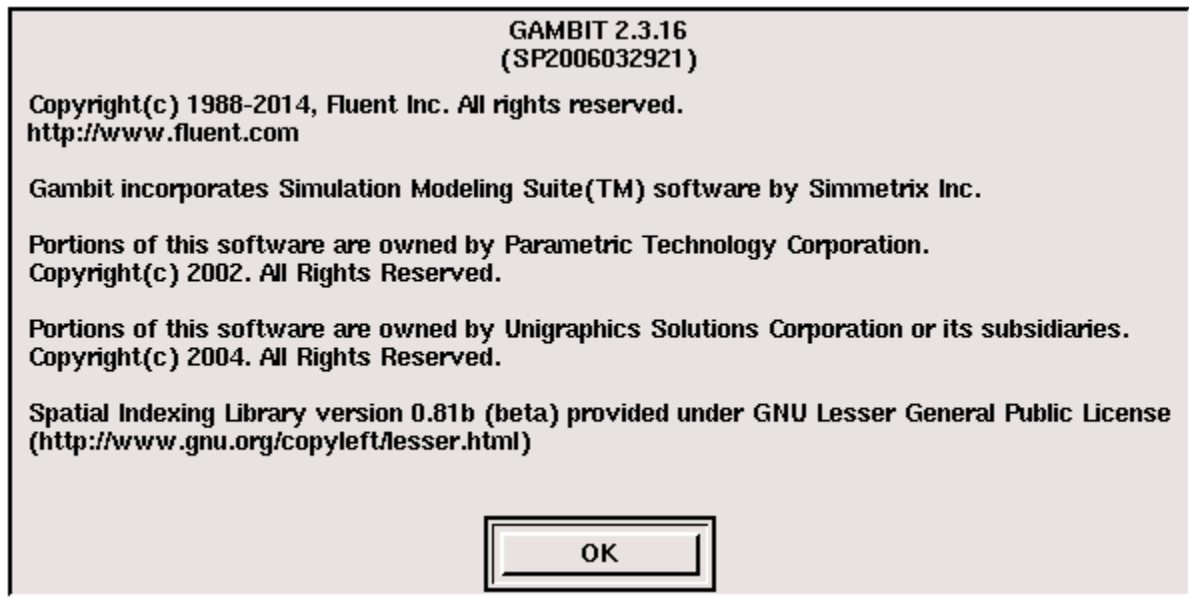 GAMBIT 2.3.16
(SP2006032921)
Copyright(c) 1988-2014, Fluent Inc. All rights reserved.
http://www.fluent.com
Gambit incorporates Simulation Modeling Suite(TM) software by Simmetrix Inc.
Portions of this software are owned by Parametric Technology Corporation.
Copyright(c) 2002. All Rights Reserved.
Portions of this software are owned by Unigraphics Solutions Corporation or its subsidiaries.
Copyright(c) 2004. All Rights Reserved.
Spatial Indexing Library version 0.81b (beta) provided under GNU Lesser General Public License
(http://www.gnu.org/copyleft/lesser.html)
OK